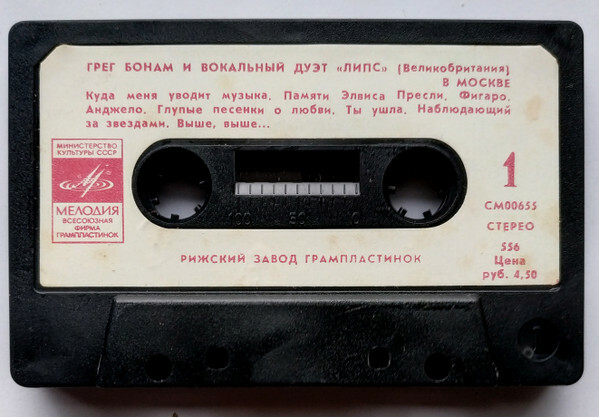 ГРЕГ БОНАМ И ВОКАЛЬНЫЙ ДУЭТ «ЛИПС» (Великобритания)
В МОСКВЕ
Куда меня уводит музыка. Памяти Элвиса Пресли. Фигаро.
Анджело. Глупые песенки о любви. Ты ушла. Наблюдающий
за звездами. Выше, выше...
МИНИСТЕРСТВО
КУЛЬТУРЫ СССР
МЕЛОДИЯ
ВСЕСОЮЗНАЯ
ФИРМА
ГРАМПЛАСТИНОК
1
СМ00655
СТЕРЕО
556
Цена
руб. 4,50
100 50 0
РИЖСКИЙ ЗАВОД ГРАМПЛАСТИНОК